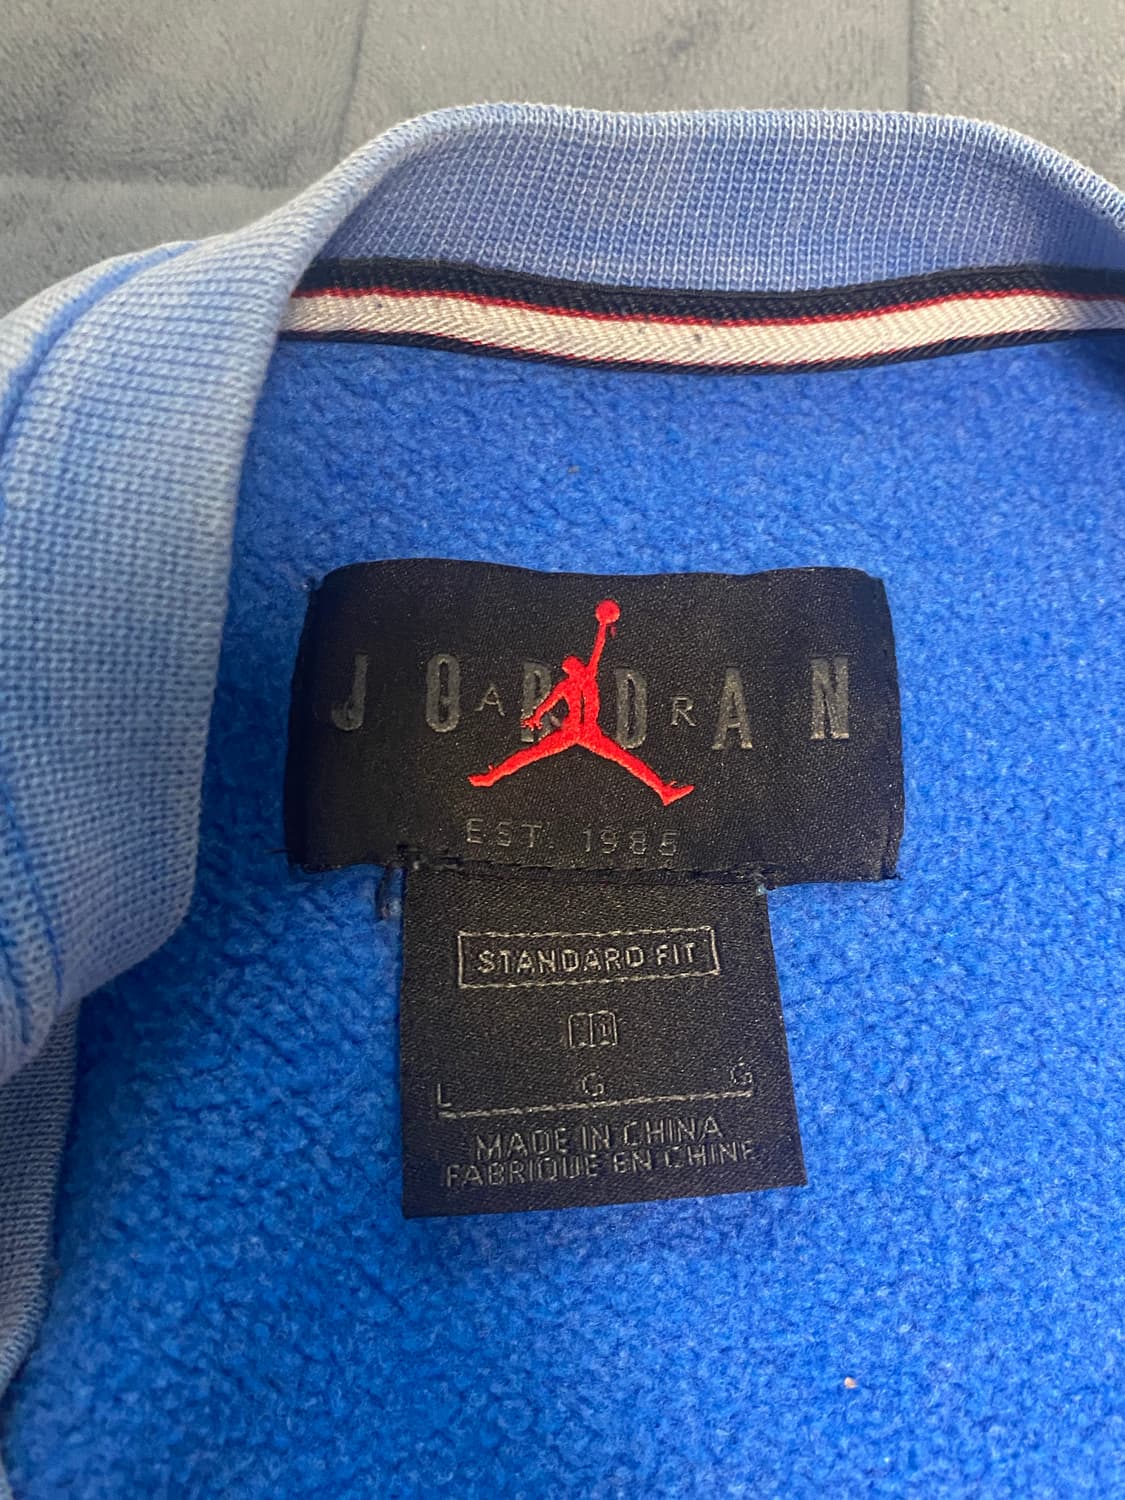 JORDAN
AIR
EST. 1985
STANDARD FIT
L G G
MADE IN CHINA
FABRIQUE EN CHINE